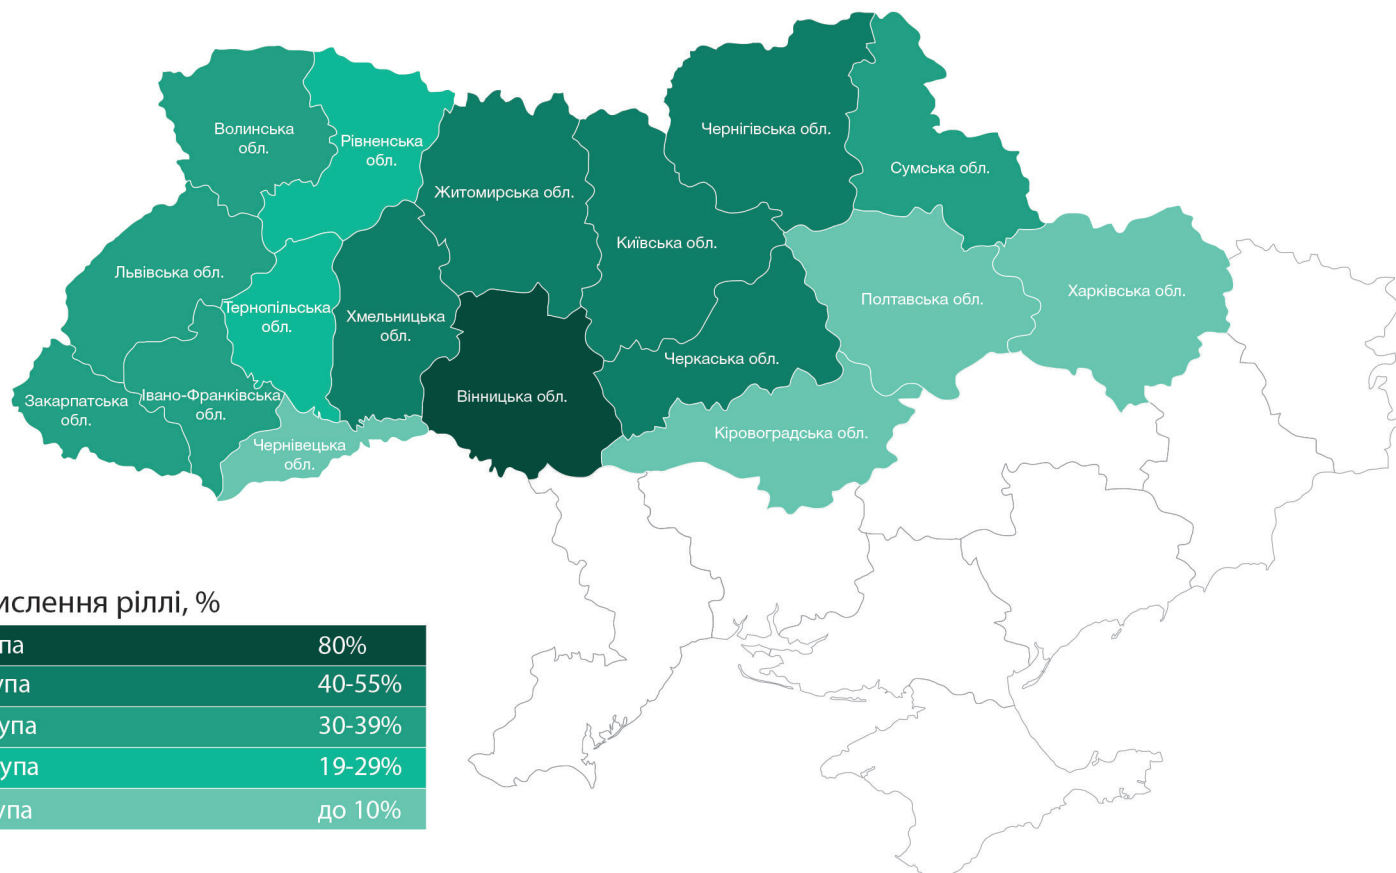 Волинська
обл.
Рівненська
обл.
Житомирська обл.
Чернігівська обл.
Сумська обл.
Київська обл.
Львівська обл.
Тернопільська
обл.
Хмельницька
обл.
Полтавська обл.
Харківська обл.
Черкаська обл.
Вінницька обл.
Закарпатська
обл.
Івано-Франківська
обл.
Чернівецька
обл.
Кіровоградська обл.
ислення ріллі, %
па 80%
упа 40-55%
упа 30-39%
упа 19-29%
упа до 10%